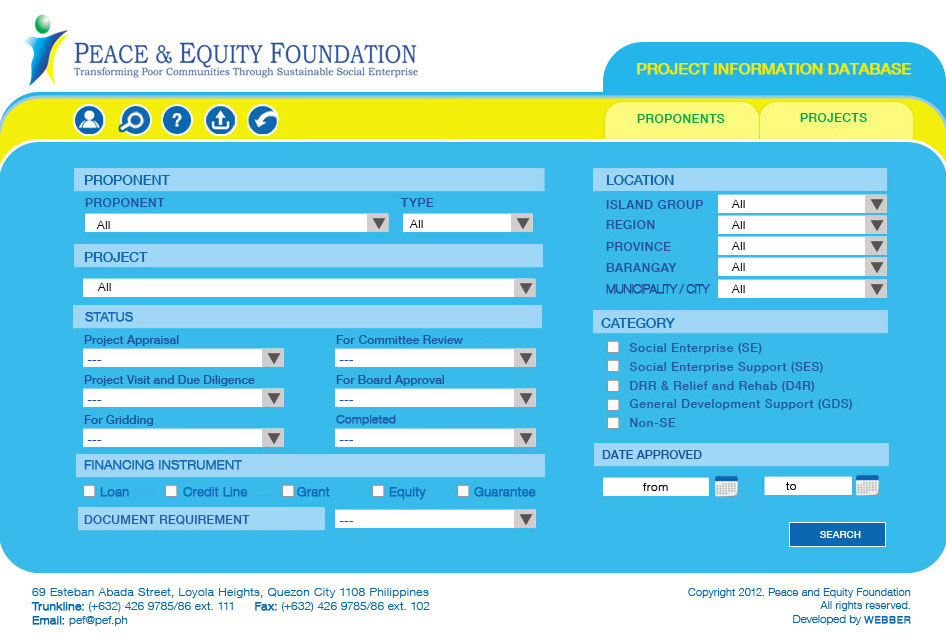 PEACE & EQUITY FOUNDATION
Transforming Poor Communities Through Sustainable Social Enterprise
PROJECT INFORMATION DATABASE
?
PROPONENTS
PROJECTS
PROPONENT
PROPONENT
TYPE
All
All
PROJECT
All
STATUS
Project Appraisal
For Committee Review
---
---
Project Visit and Due Diligence
For Board Approval
---
---
For Gridding
Completed
---
---
FINANCING INSTRUMENT
Loan
Credit Line
Grant
Equity
Guarantee
DOCUMENT REQUIREMENT
---
LOCATION
ISLAND GROUP All
REGION All
PROVINCE All
BARANGAY All
MUNICIPALITY / CITY All
CATEGORY
Social Enterprise (SE)
Social Enterprise Support (SES)
DRR & Relief and Rehab (D4R)
General Development Support (GDS)
Non-SE
DATE APPROVED
from
to
SEARCH
69 Esteban Abada Street, Loyola Heights, Quezon City 1108 Philippines
Trunkline: (+632) 426 9785/86 ext. 111 Fax: (+632) 426 9785/86 ext. 102
Email: pef@pef.ph
Copyright 2012. Peace and Equity Foundation
All rights reserved.
Developed by WEBBER